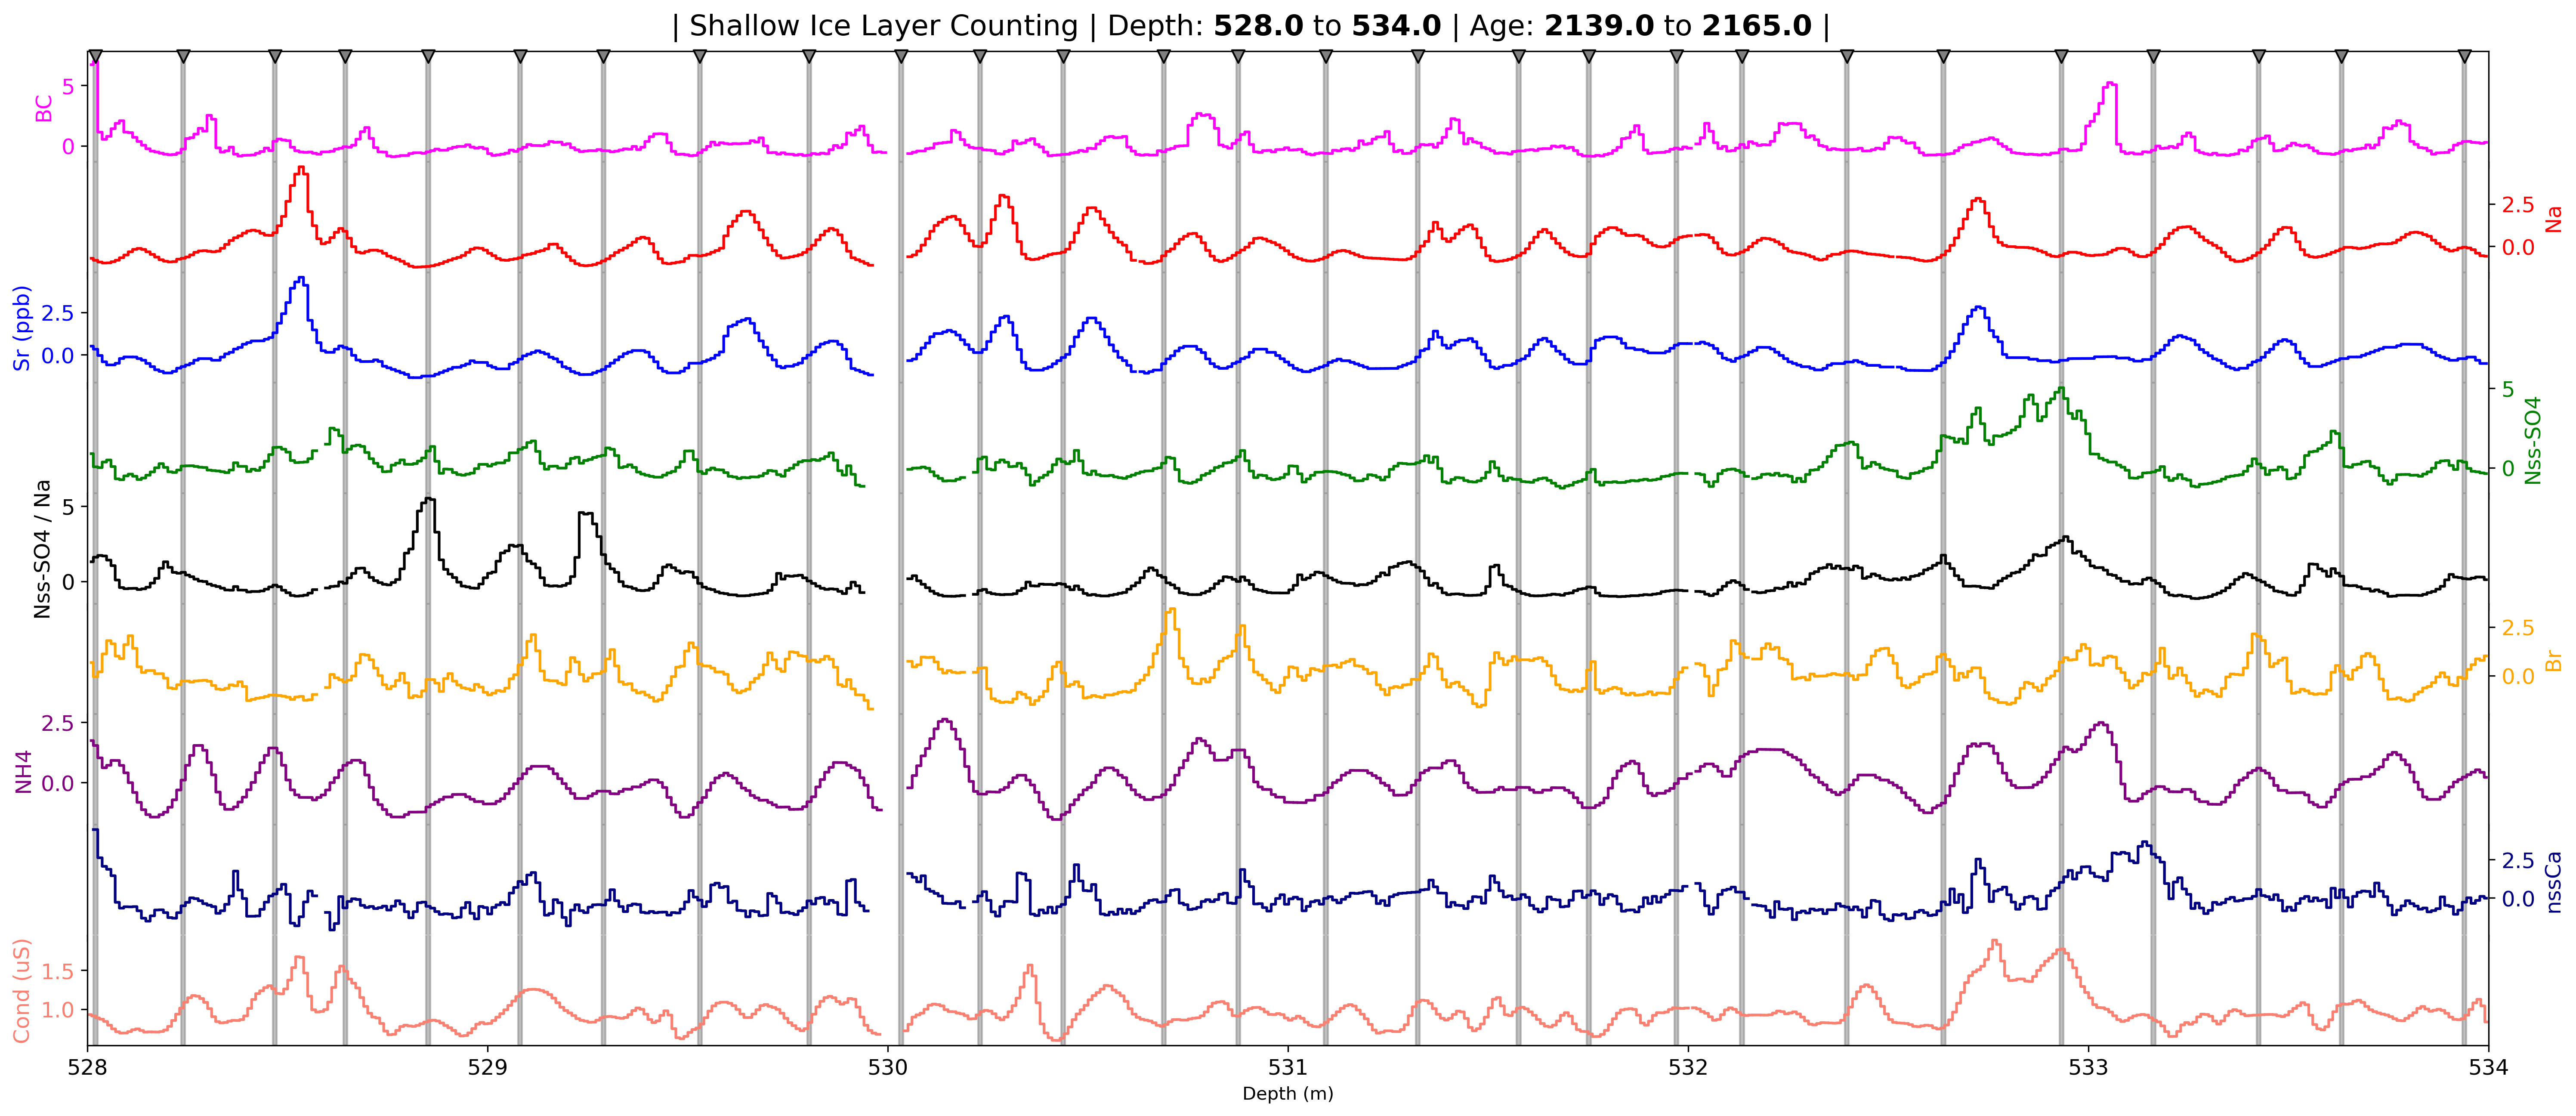 | Shallow Ice Layer Counting | Depth: 528.0 to 534.0 | Age: 2139.0 to 2165.0 |
BC
5
0
2.5
0.0
Na
Sr (ppb)
2.5
0.0
5
0
Nss-SO4
Nss-SO4 / Na
5
0
2.5
0.0
Br
NH4
2.5
0.0
2.5
0.0
nssCa
Cond (uS)
1.5
1.0
528
529
530
531
532
533
534
Depth (m)